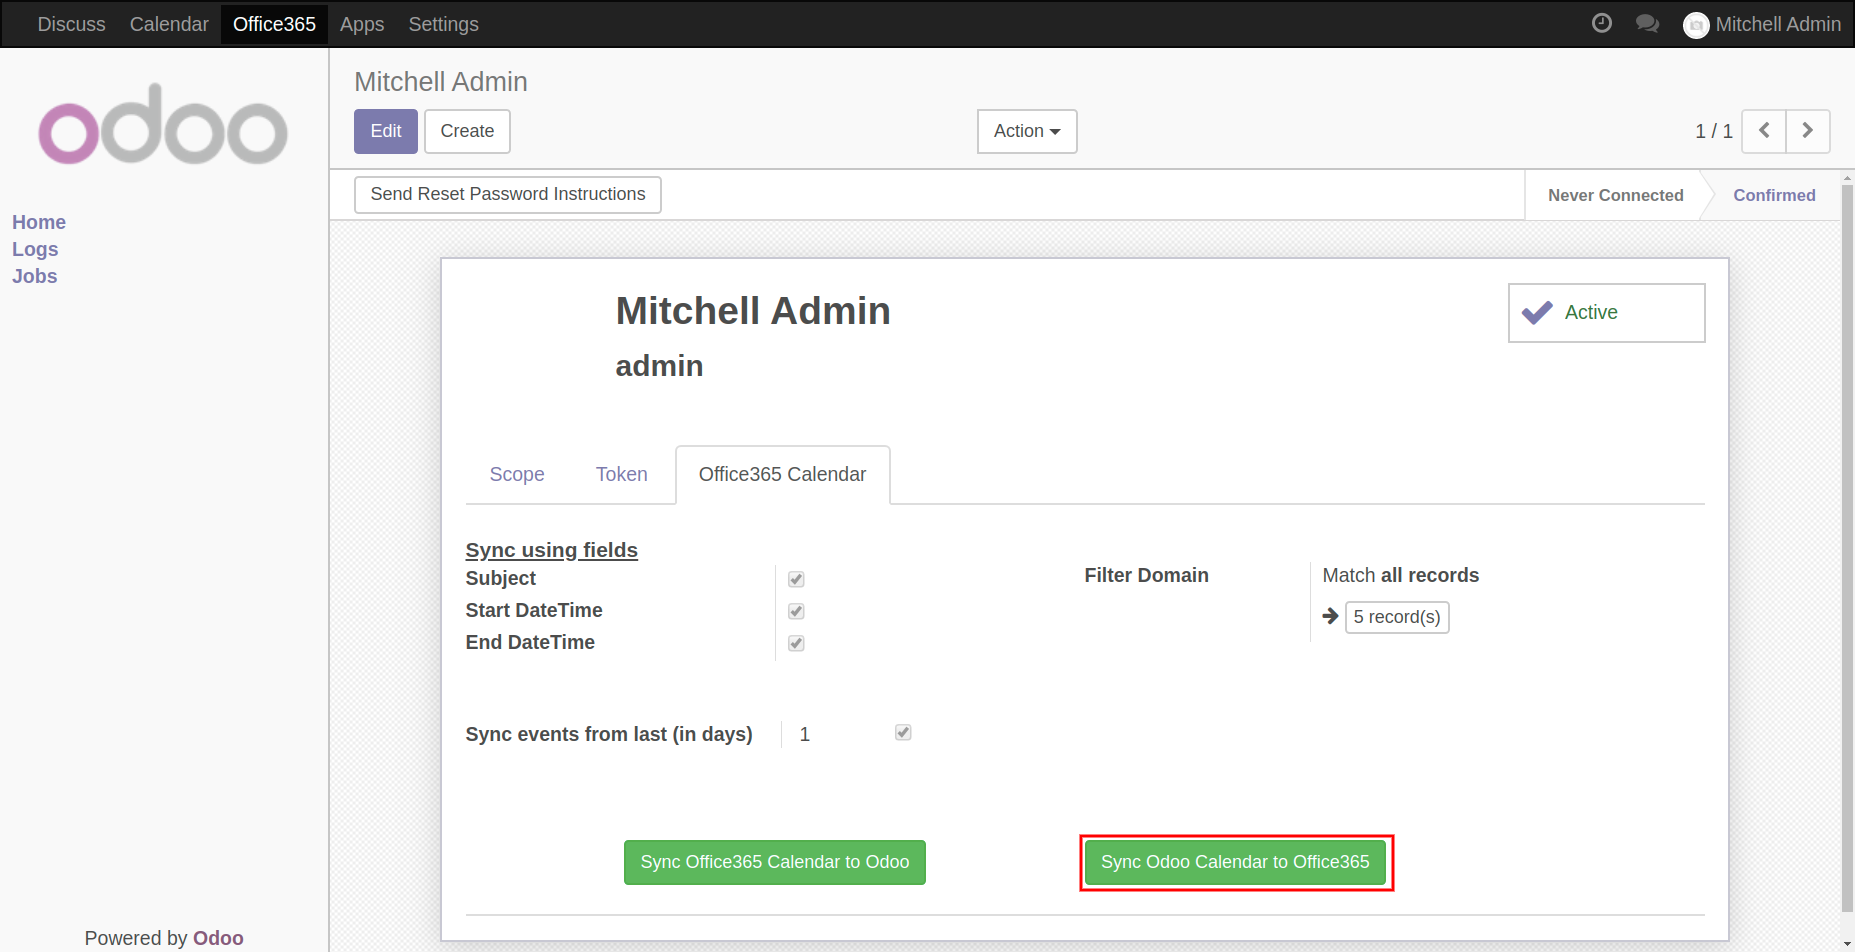 Discuss Calendar Office365 Apps Settings Mitchell Admin
odoo
Home
Logs
Jobs
Powered by Odoo
Mitchell Admin
Edit Create Action 1 / 1
Send Reset Password Instructions Never Connected Confirmed
Mitchell Admin
admin
Active
Scope Token Office365 Calendar
Sync using fields
Subject
Start DateTime
End DateTime
Filter Domain Match all records
5 record(s)
Sync events from last (in days) 1
Sync Office365 Calendar to Odoo Sync Odoo Calendar to Office365